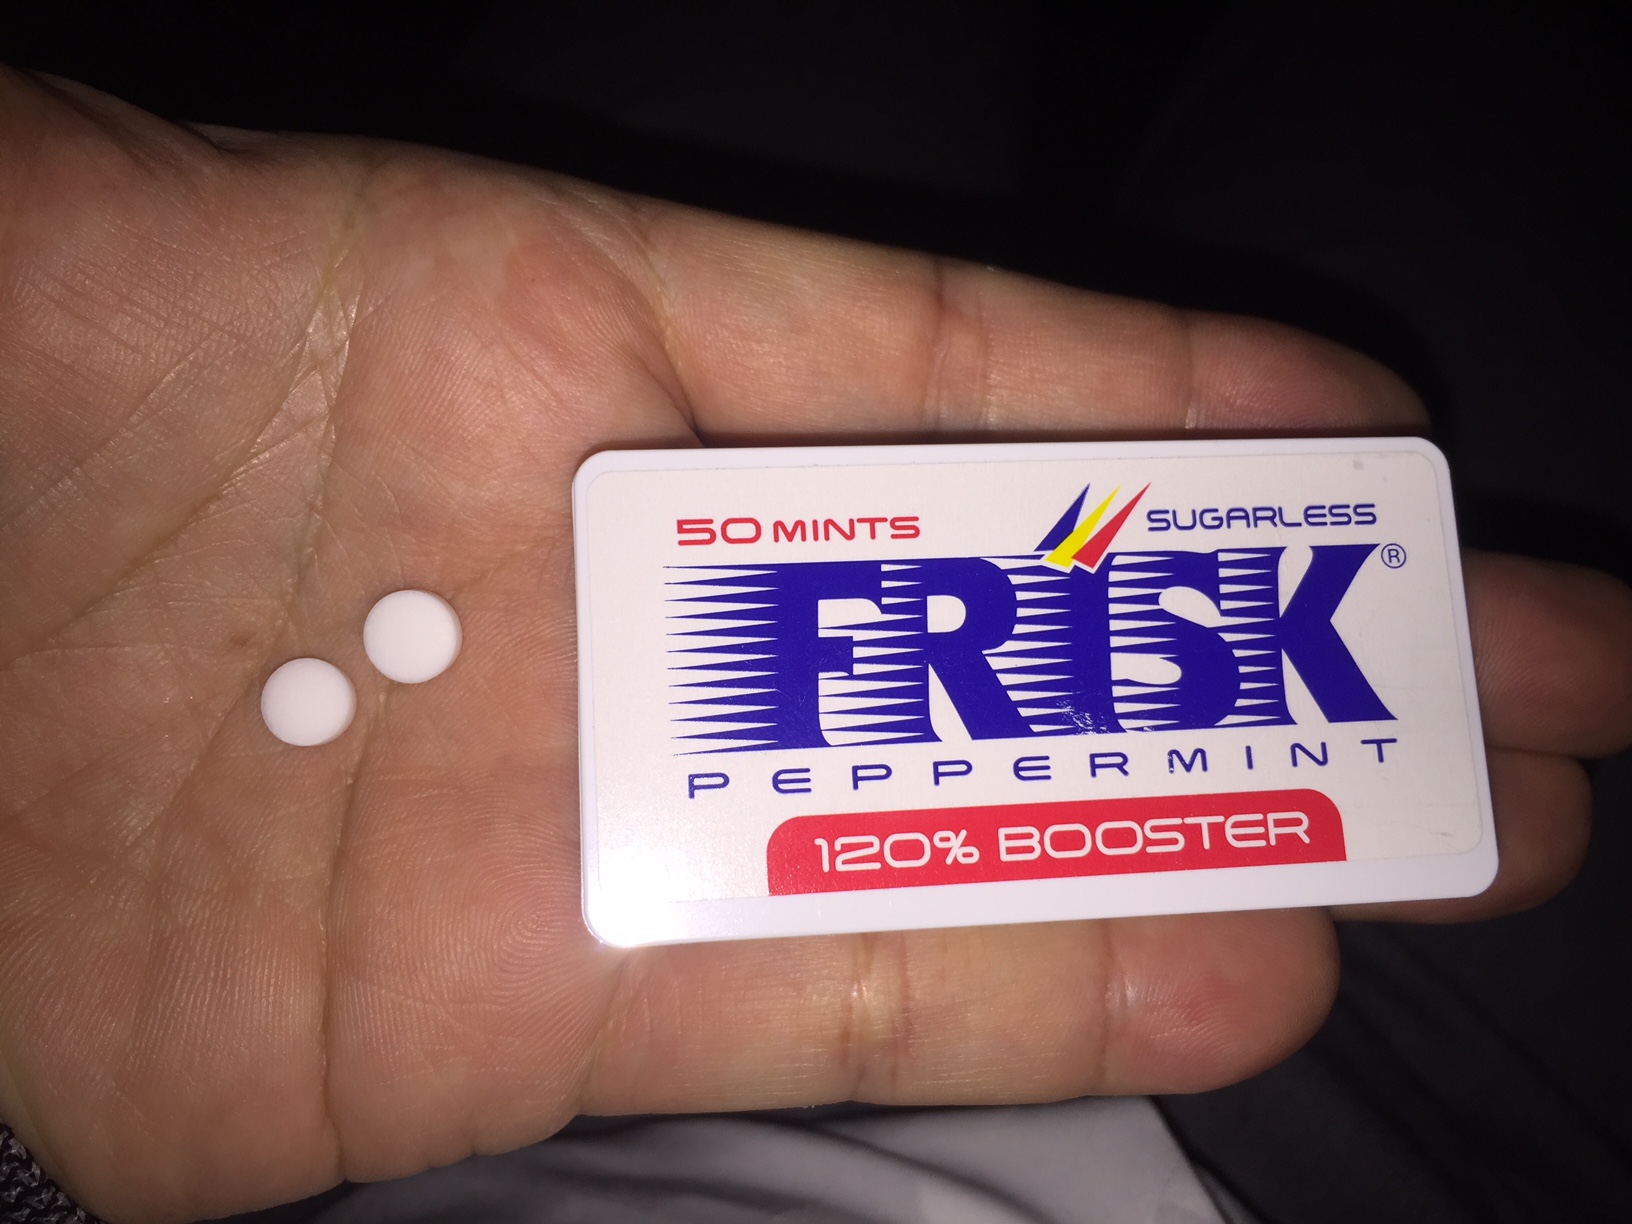 50 MINTS
SUGARLESS
FRISK®
PEPPERMINT
120% BOOSTER